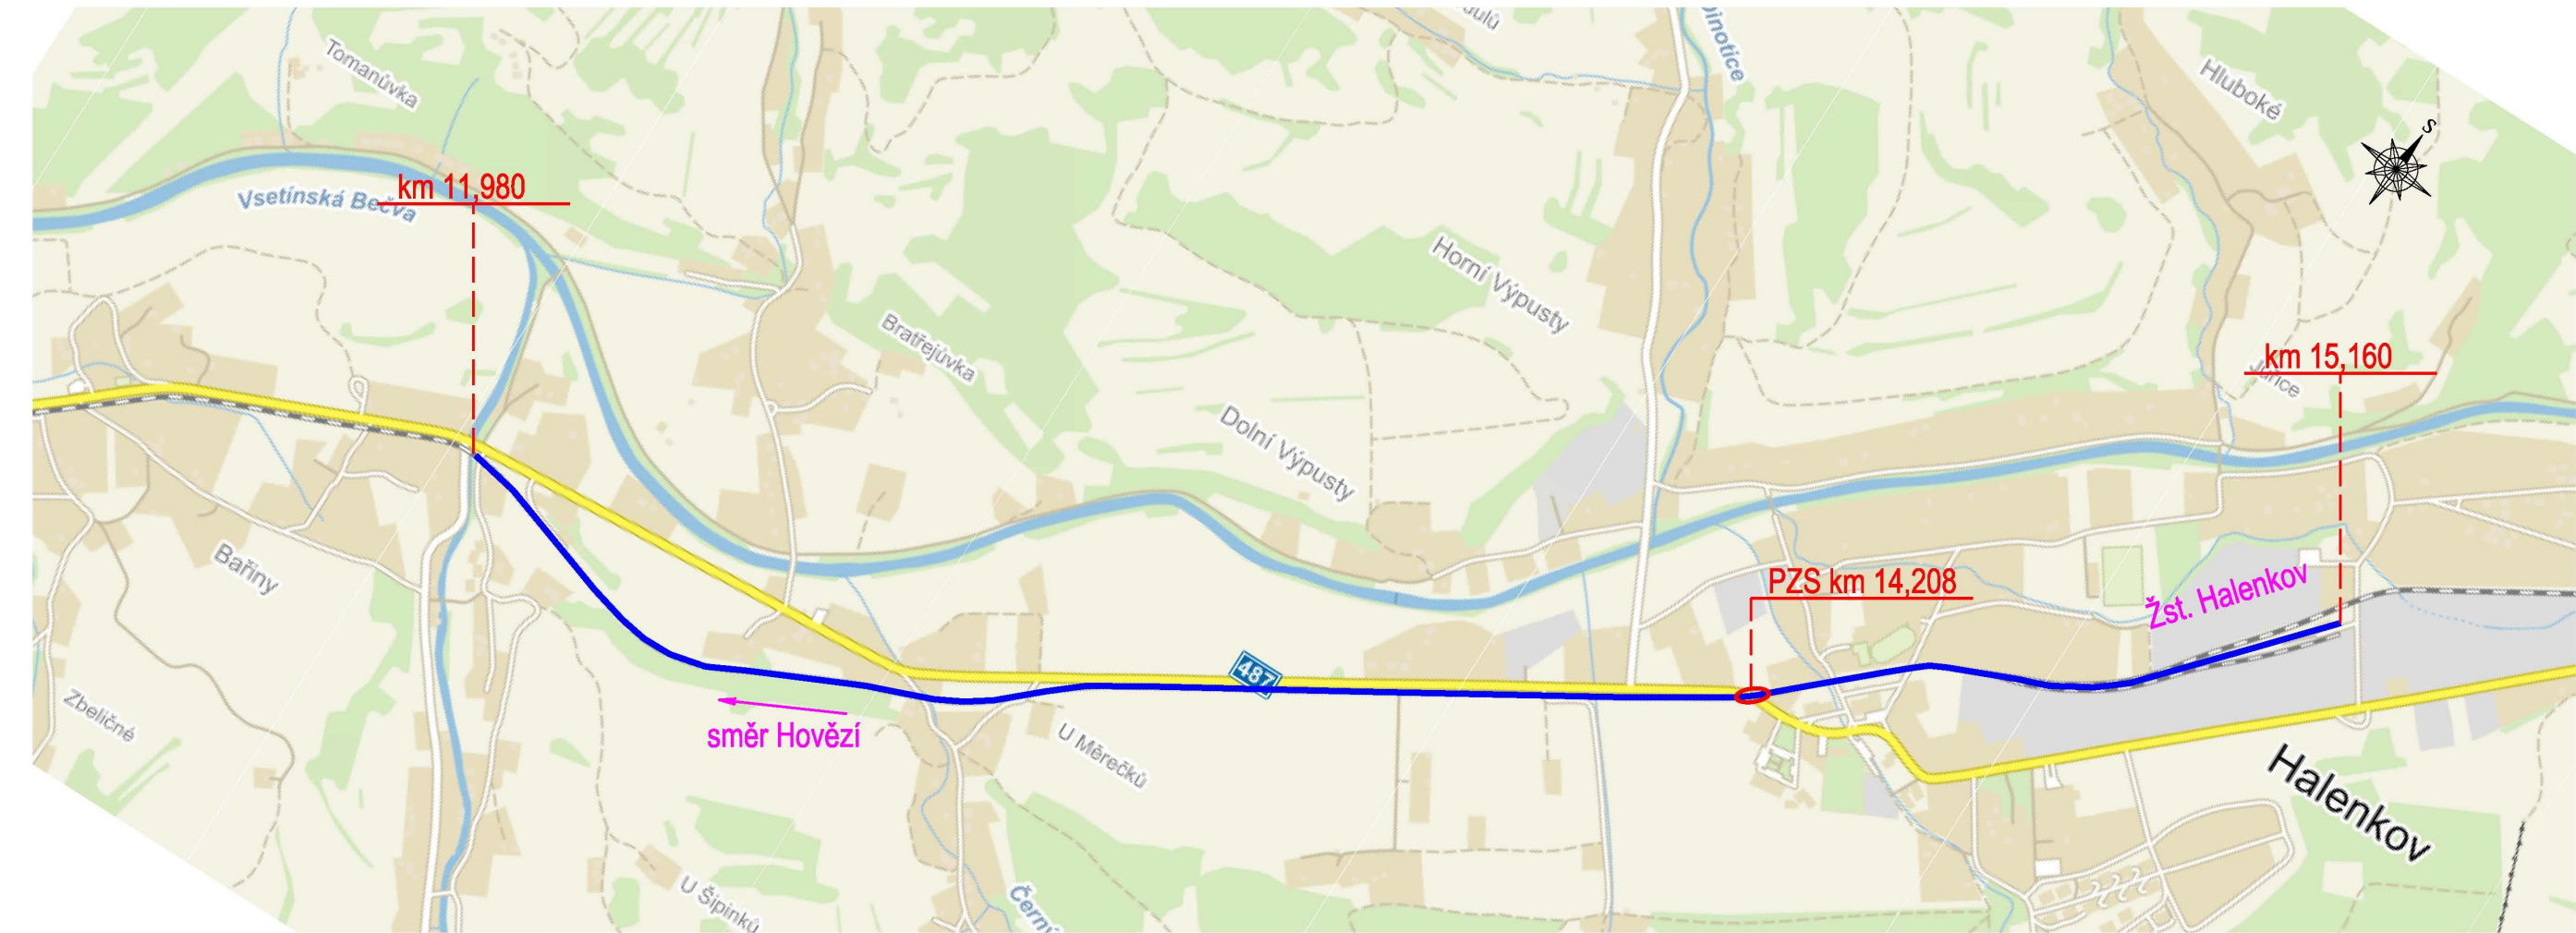 Tomanůvka
Hluboké
S
km 11,980
Vsetínská Bečva
Horní Výpusty
Bratřejůvka
km 15,160
Juřice
Dolní Výpusty
Bařiny
PZS km 14,208
Žst. Halenkov
487
směr Hovězí
Zbeličné
U Měrečků
Halenkov
U Šipinků